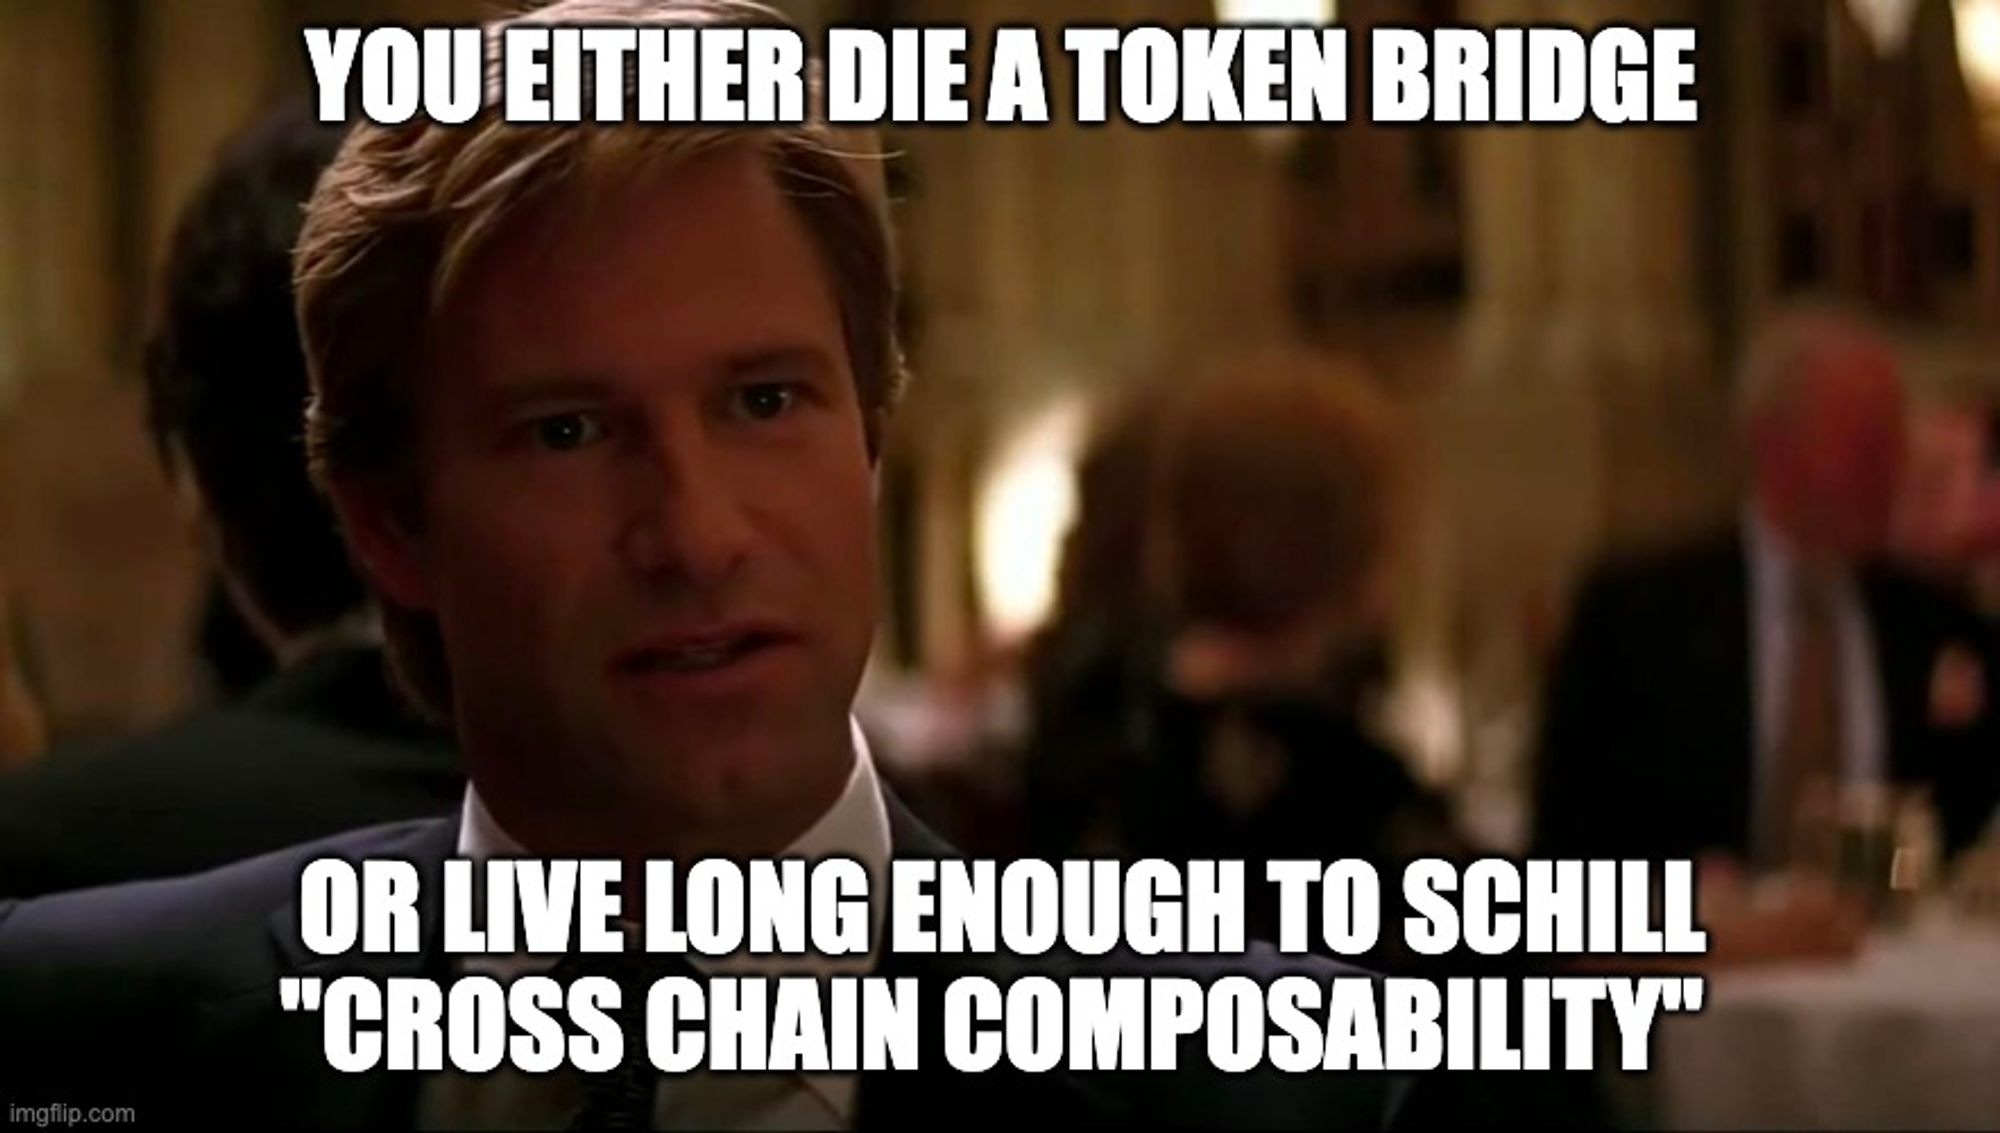 YOU EITHER DIE A TOKEN BRIDGE
OR LIVE LONG ENOUGH TO SCHILL
"CROSS CHAIN COMPOSABILITY"
imgflip.com